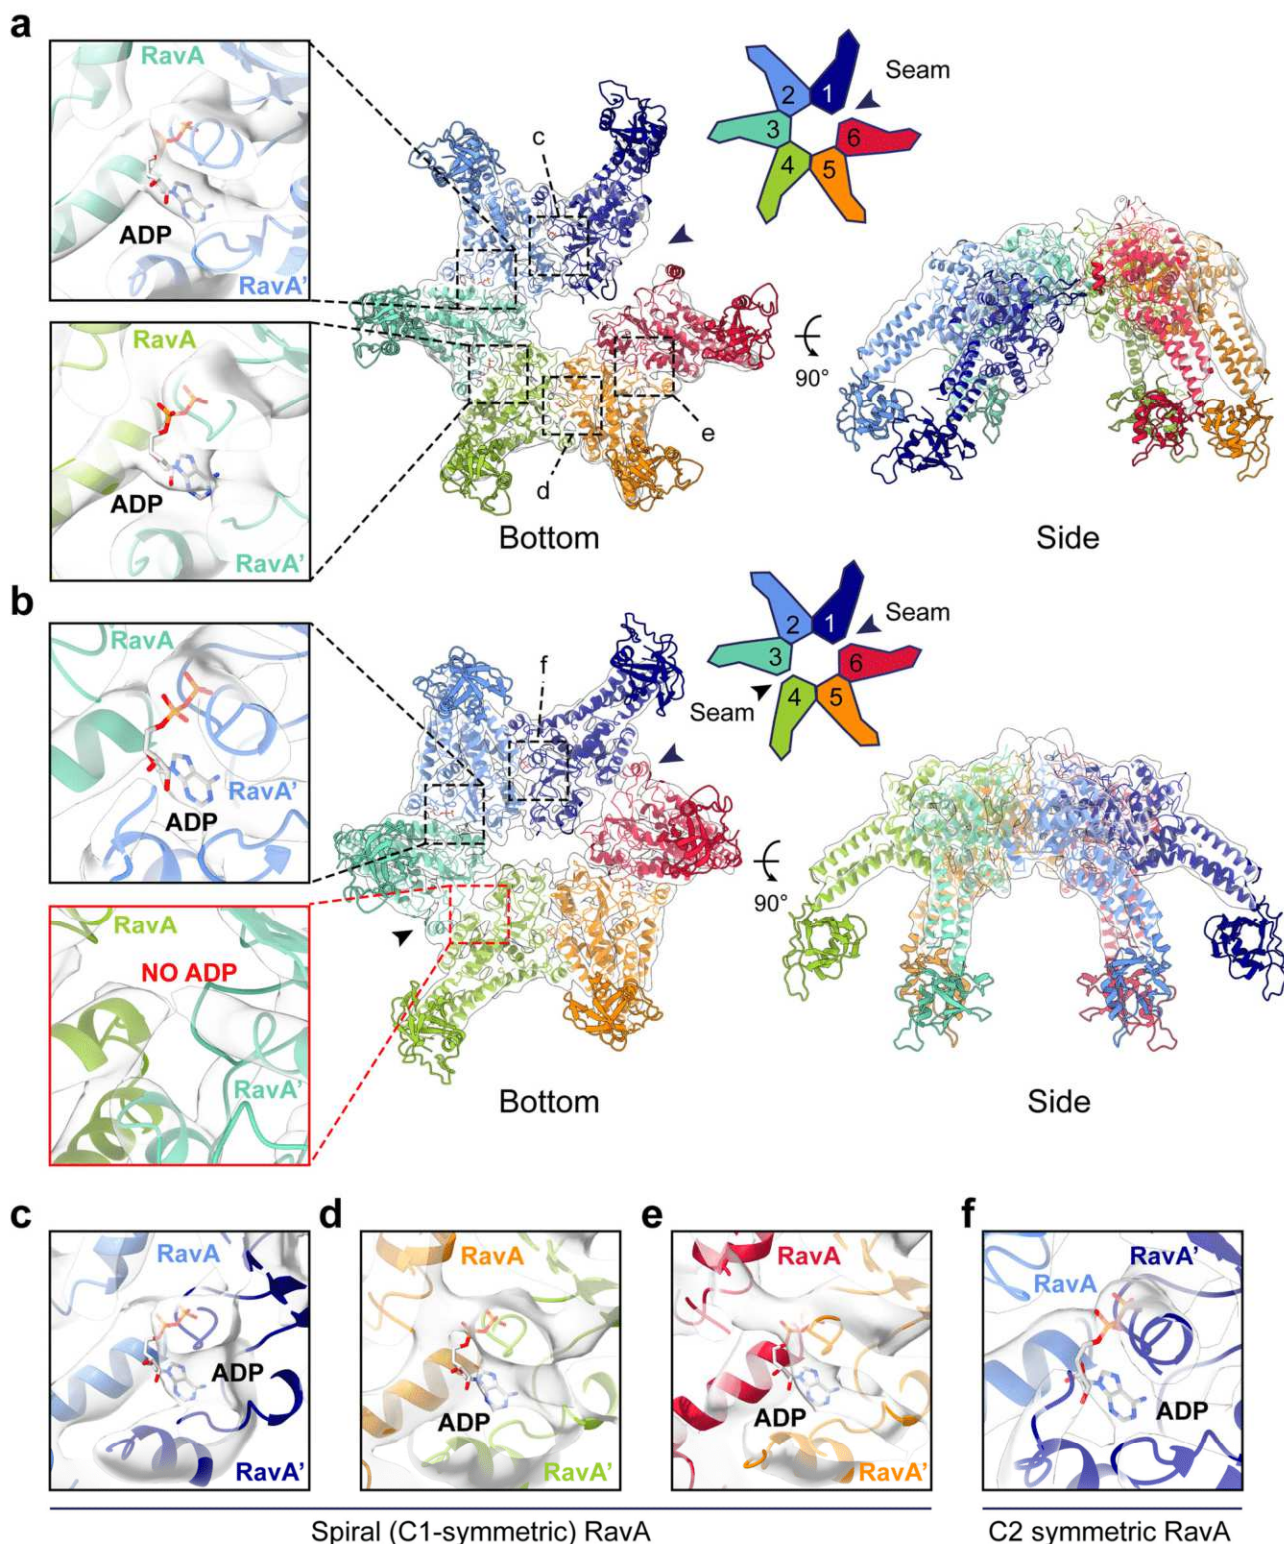 a
RavA
ADP
RavA'
RavA
ADP
RavA'
c
d
e
Bottom
1
2
3
4
5
6
Seam
90°
Side
b
RavA
RavA'
ADP
RavA
NO ADP
RavA'
f
Bottom
1
2
3
4
5
6
Seam
Seam
90°
Side
c
RavA
ADP
RavA'
d
RavA
ADP
RavA'
e
RavA
ADP
RavA'
f
RavA'
RavA
ADP
Spiral (C1-symmetric) RavA
C2 symmetric RavA